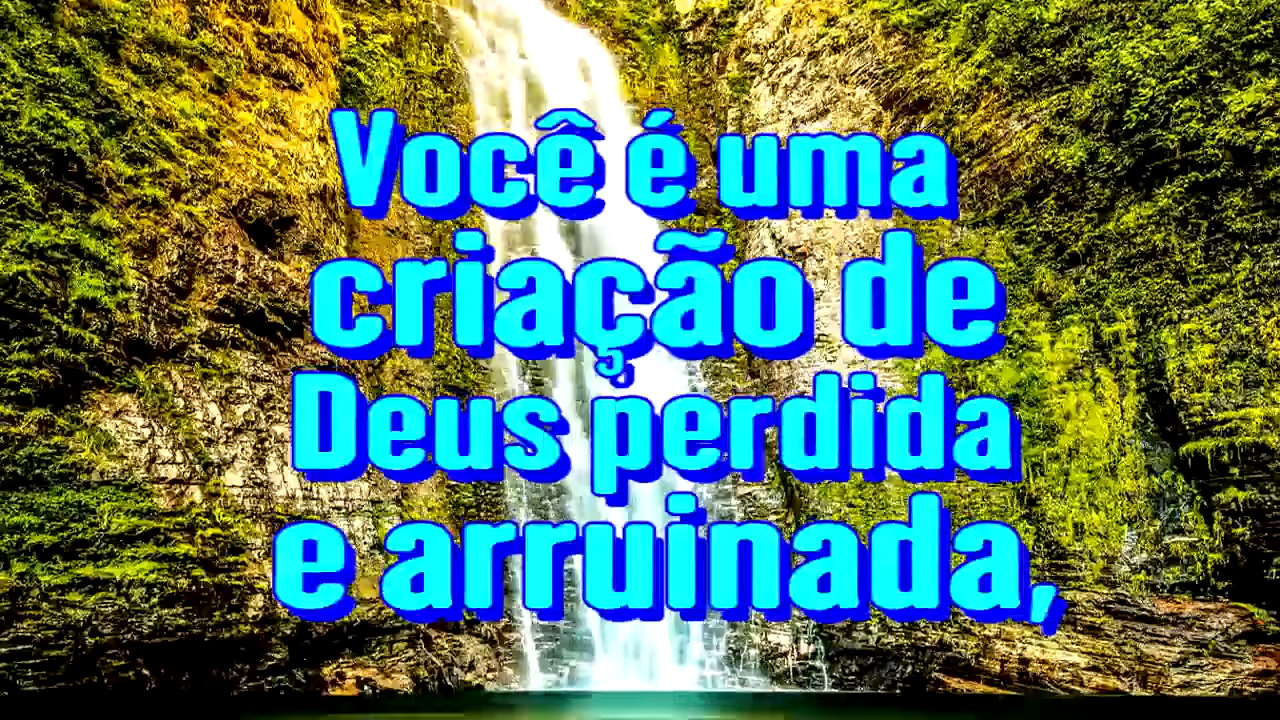 Você é uma
criação de
Deus perdida
e arruinada,